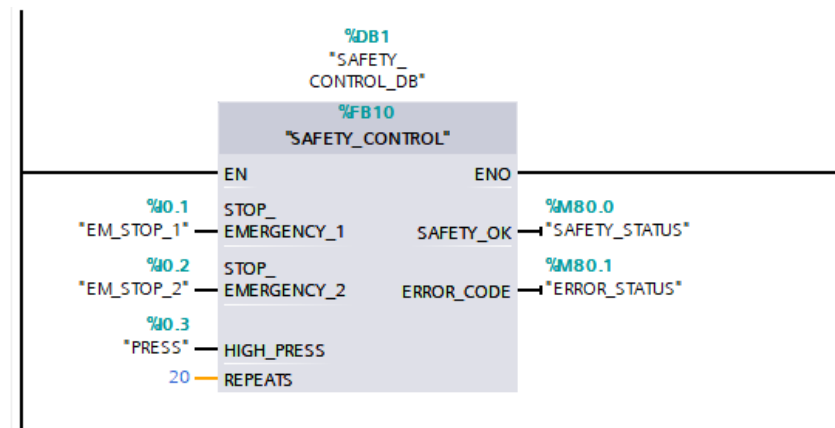 %DB1
"SAFETY_
CONTROL_DB"
%FB10
"SAFETY_CONTROL"
EN
ENO
%I0.1
"EM_STOP_1"
STOP_
EMERGENCY_1
SAFETY_OK
%M80.0
"SAFETY_STATUS"
%I0.2
"EM_STOP_2"
STOP_
EMERGENCY_2
ERROR_CODE
%M80.1
"ERROR_STATUS"
%I0.3
"PRESS"
HIGH_PRESS
20
REPEATS